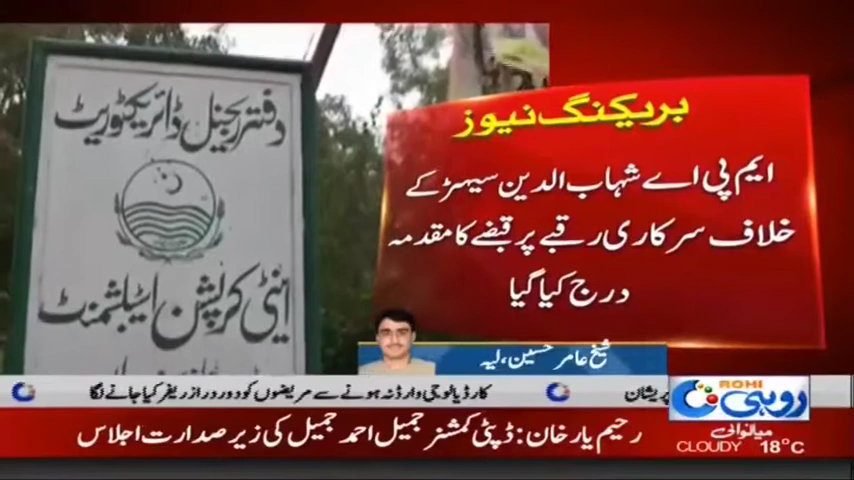 دفتر ریجنل ڈائریکٹوریٹ
اینٹی کرپشن اسٹیبلشمنٹ
بریکنگ نیوز
ایم پی اے شہاب الدین سیہڑ کے
خلاف سرکاری رقبے پر قبضے کا مقدمہ
درج کیا گیا
شیخ عامر حسین، لیہ
پریشان
کارڈیالوجی وارڈ نہ ہونے سے مریضوں کو دور دراز ریفر کیا جانے لگا
ROHI
روہی
رحیم یار خان: ڈپٹی کمشنر جمیل احمد جمیل کی زیر صدارت اجلاس
میانوالی
CLOUDY 18°C